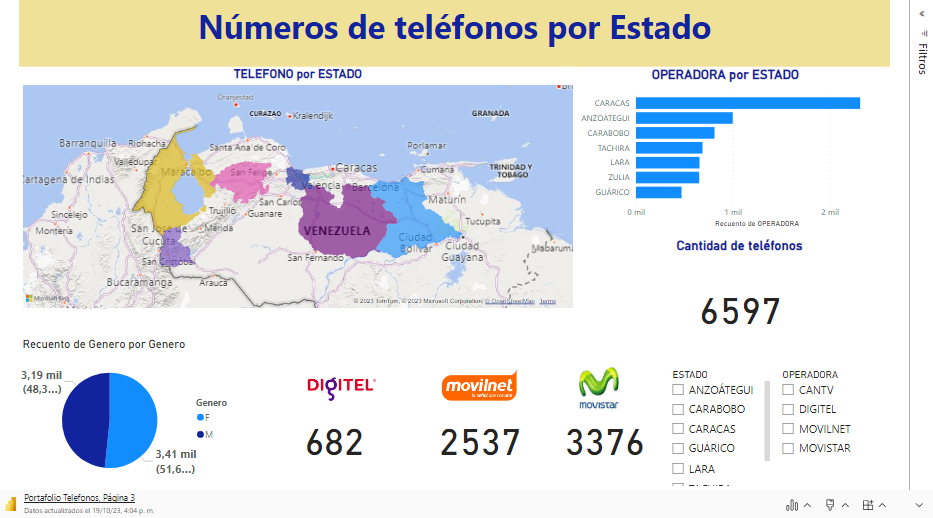 Números de teléfonos por Estado
«
Filtros
TELEFONO por ESTADO
Oranjestad
CURAZAO
Kralendijk
GRANADA
Barranquilla
Riohacha
Santa Ana de Coro
Valledupar
Maracaibo
San Felipe
Caracas
Porlamar
Cumaná
TRINIDAD Y
TOBAGO
Cartagena de Indias
Valencia
Barcelona
Sincelejo
Montería
Trujillo
San Carlos
Guanare
Maturín
Mérida
San José de
Cúcuta
VENEZUELA
Tucupita
Ciudad
Bolívar
Ciudad
Guayana
Mabaruma
San Cristóbal
San Fernando
Bucaramanga
Arauca
Microsoft Bing
© 2023 TomTom, © 2023 Microsoft Corporation, © OpenStreetMap Terms
OPERADORA por ESTADO
CARACAS
ANZOÁTEGUI
CARABOBO
TACHIRA
LARA
ZULIA
GUÁRICO
0 mil 1 mil 2 mil
Recuento de OPERADORA
Cantidad de teléfonos
6597
Recuento de Genero por Genero
3,19 mil
(48,3...)
3,41 mil
(51,6...)
Genero
F
M
DIGITEL
682
movilnet
2537
movistar
3376
ESTADO
ANZOÁTEGUI
CARABOBO
CARACAS
GUÁRICO
LARA
TACHIRA
OPERADORA
CANTV
DIGITEL
MOVILNET
MOVISTAR
Portafolio Telefonos, Página 3
Datos actualizados el 19/10/23, 4:04 p. m.